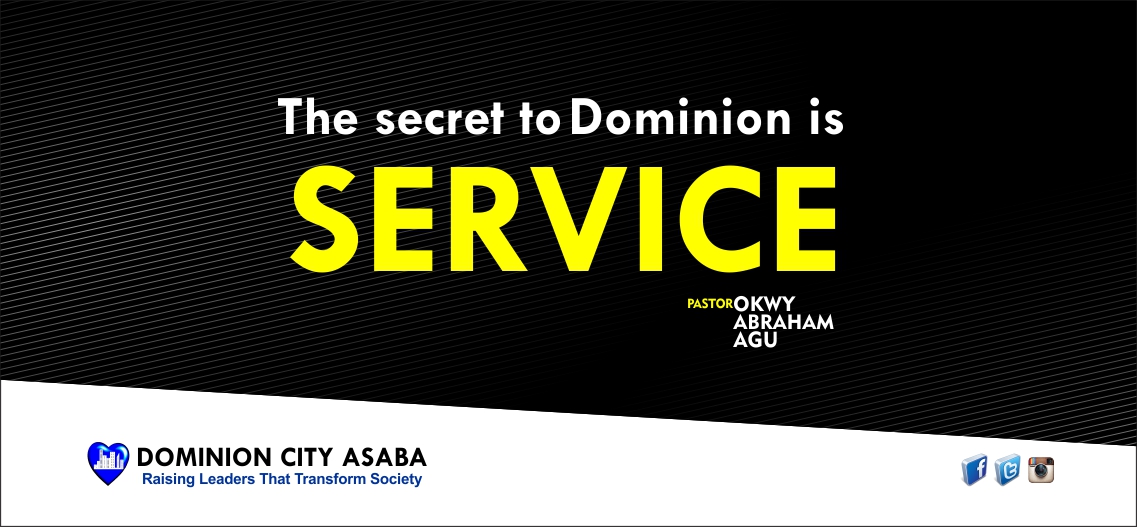 The secret to Dominion is
SERVICE
PASTOR OKWY
ABRAHAM
AGU
DOMINION CITY ASABA
Raising Leaders That Transform Society